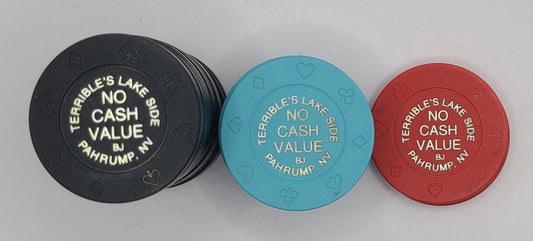 TERRIBLE'S LAKE SIDE
NO
CASH
VALUE
BJ
PAHRUMP, NV
TERRIBLE'S LAKE SIDE
NO
CASH
VALUE
BJ
PAHRUMP, NV
TERRIBLE'S LAKE SIDE
NO
CASH
VALUE
BJ
PAHRUMP, NV